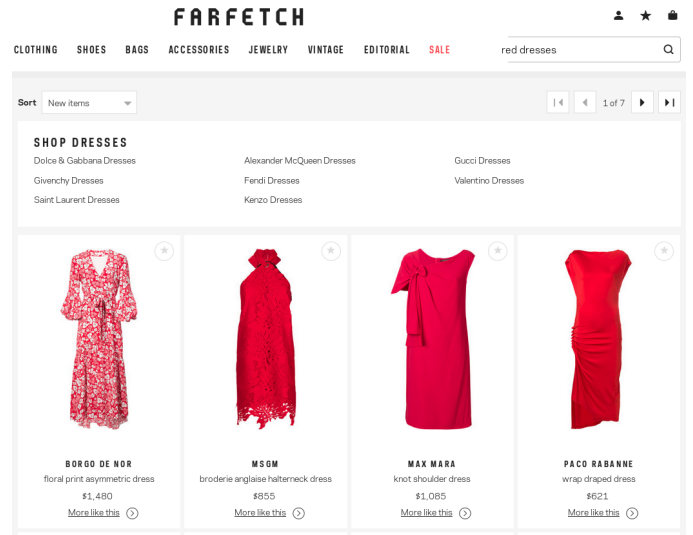 FARFETCH
CLOTHING SHOES BAGS ACCESSORIES JEWELRY VINTAGE EDITORIAL SALE red dresses
Sort New items 1 of 7
SHOP DRESSES
Dolce & Gabbana Dresses Alexander McQueen Dresses Gucci Dresses
Givenchy Dresses Fendi Dresses Valentino Dresses
Saint Laurent Dresses Kenzo Dresses
BORGO DE NOR MSGM MAX MARA PACO RABANNE
floral print asymmetric dress broderie anglaise halterneck dress knot shoulder dress wrap draped dress
$1,480 $855 $1,085 $621
More like this More like this More like this More like this